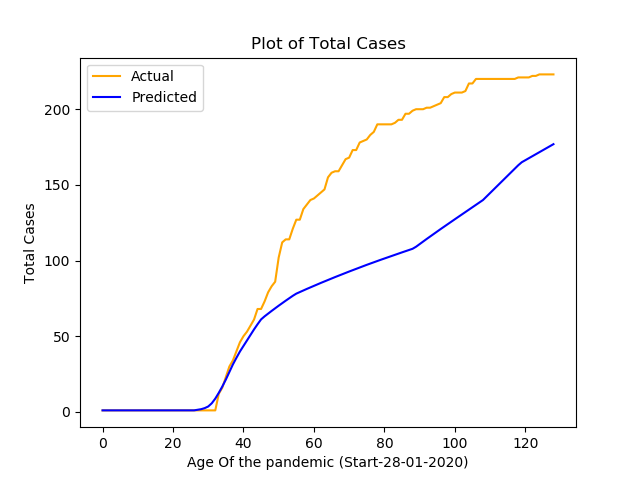 Plot of Total Cases
Actual
Predicted
Total Cases
200
150
100
50
0
0 20 40 60 80 100 120
Age Of the pandemic (Start-28-01-2020)